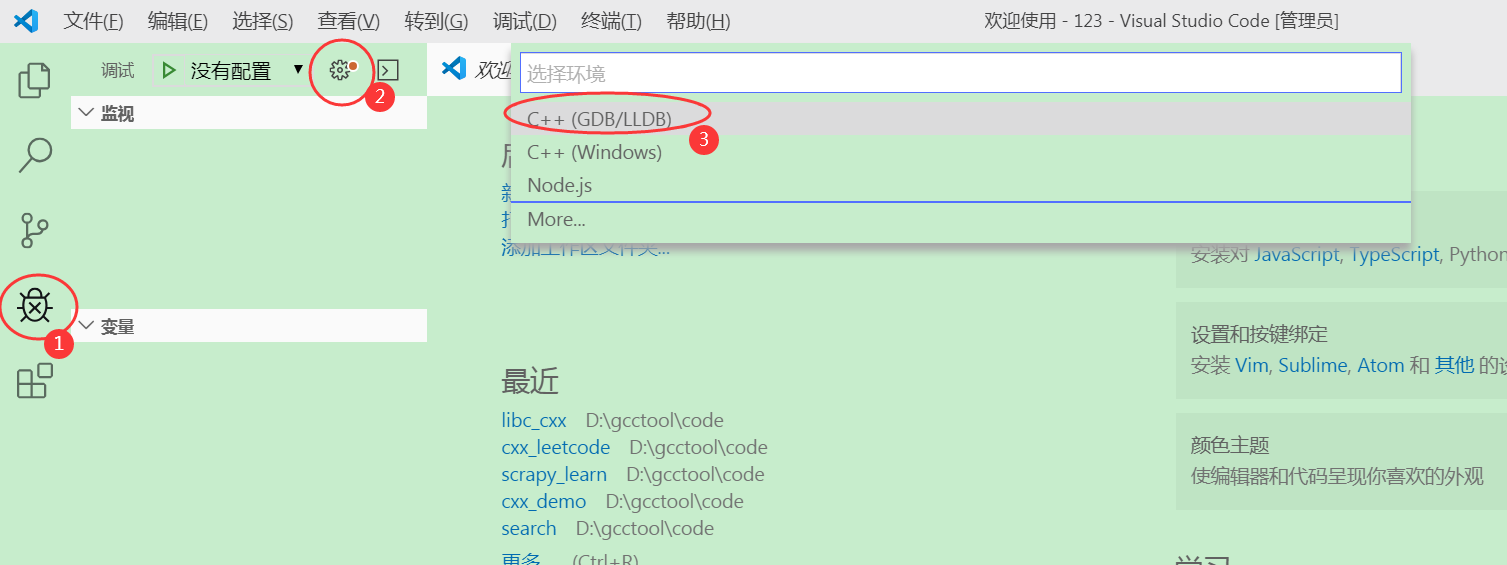 文件(F) 编辑(E) 选择(S) 查看(V) 转到(G) 调试(D) 终端(T) 帮助(H) 欢迎使用 - 123 - Visual Studio Code [管理员]
调试 没有配置 2 欢迎
选择环境
监视
C++ (GDB/LLDB) 3
C++ (Windows)
Node.js
More...
添加工作区文件夹...
安装对 JavaScript, TypeScript, Python
1
变量
设置和按键绑定
安装 Vim, Sublime, Atom 和 其他 的
最近
libc_cxx D:\gcctool\code
cxx_leetcode D:\gcctool\code
scrapy_learn D:\gcctool\code
cxx_demo D:\gcctool\code
search D:\gcctool\code
更多... (Ctrl+R)
颜色主题
使编辑器和代码呈现你喜欢的外观
学习